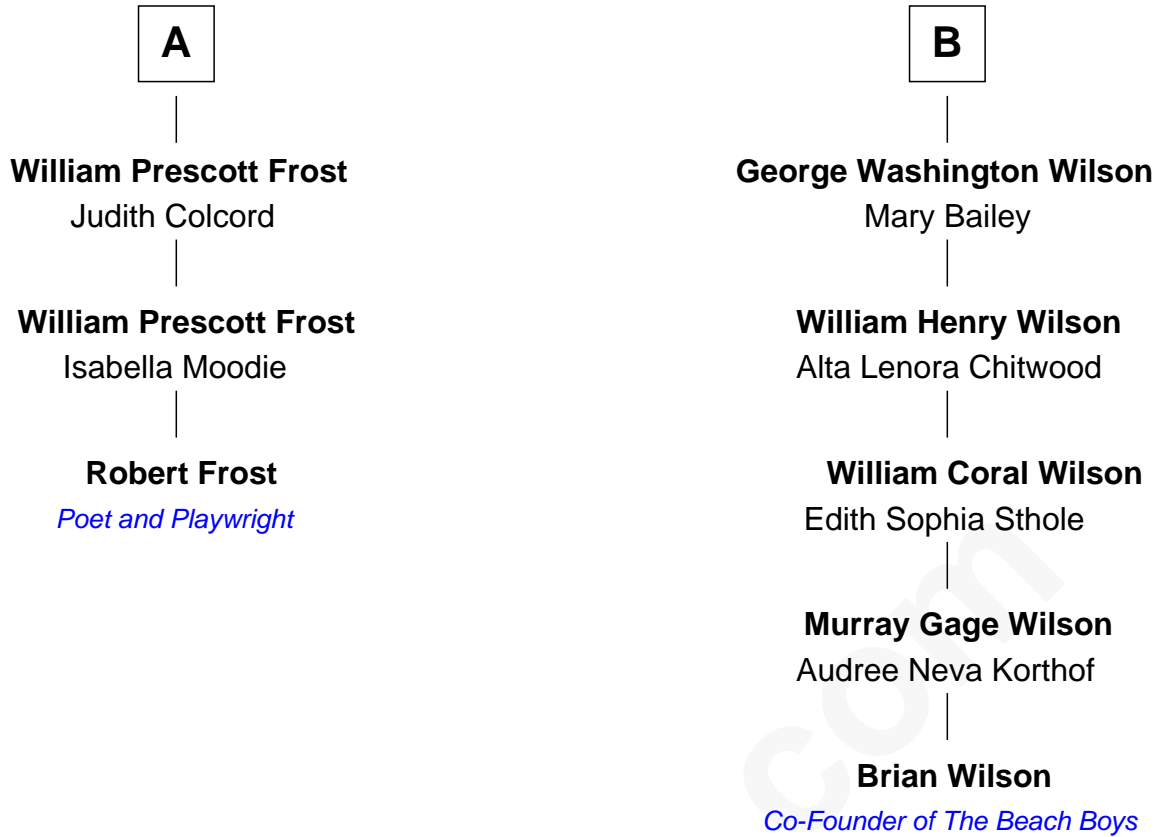 A
William Prescott Frost
Judith Colcord
William Prescott Frost
Isabella Moodie
Robert Frost
Poet and Playwright
B
George Washington Wilson
Mary Bailey
William Henry Wilson
Alta Lenora Chitwood
William Coral Wilson
Edith Sophia Sthole
Murray Gage Wilson
Audree Neva Korthof
Brian Wilson
Co-Founder of The Beach Boys
com